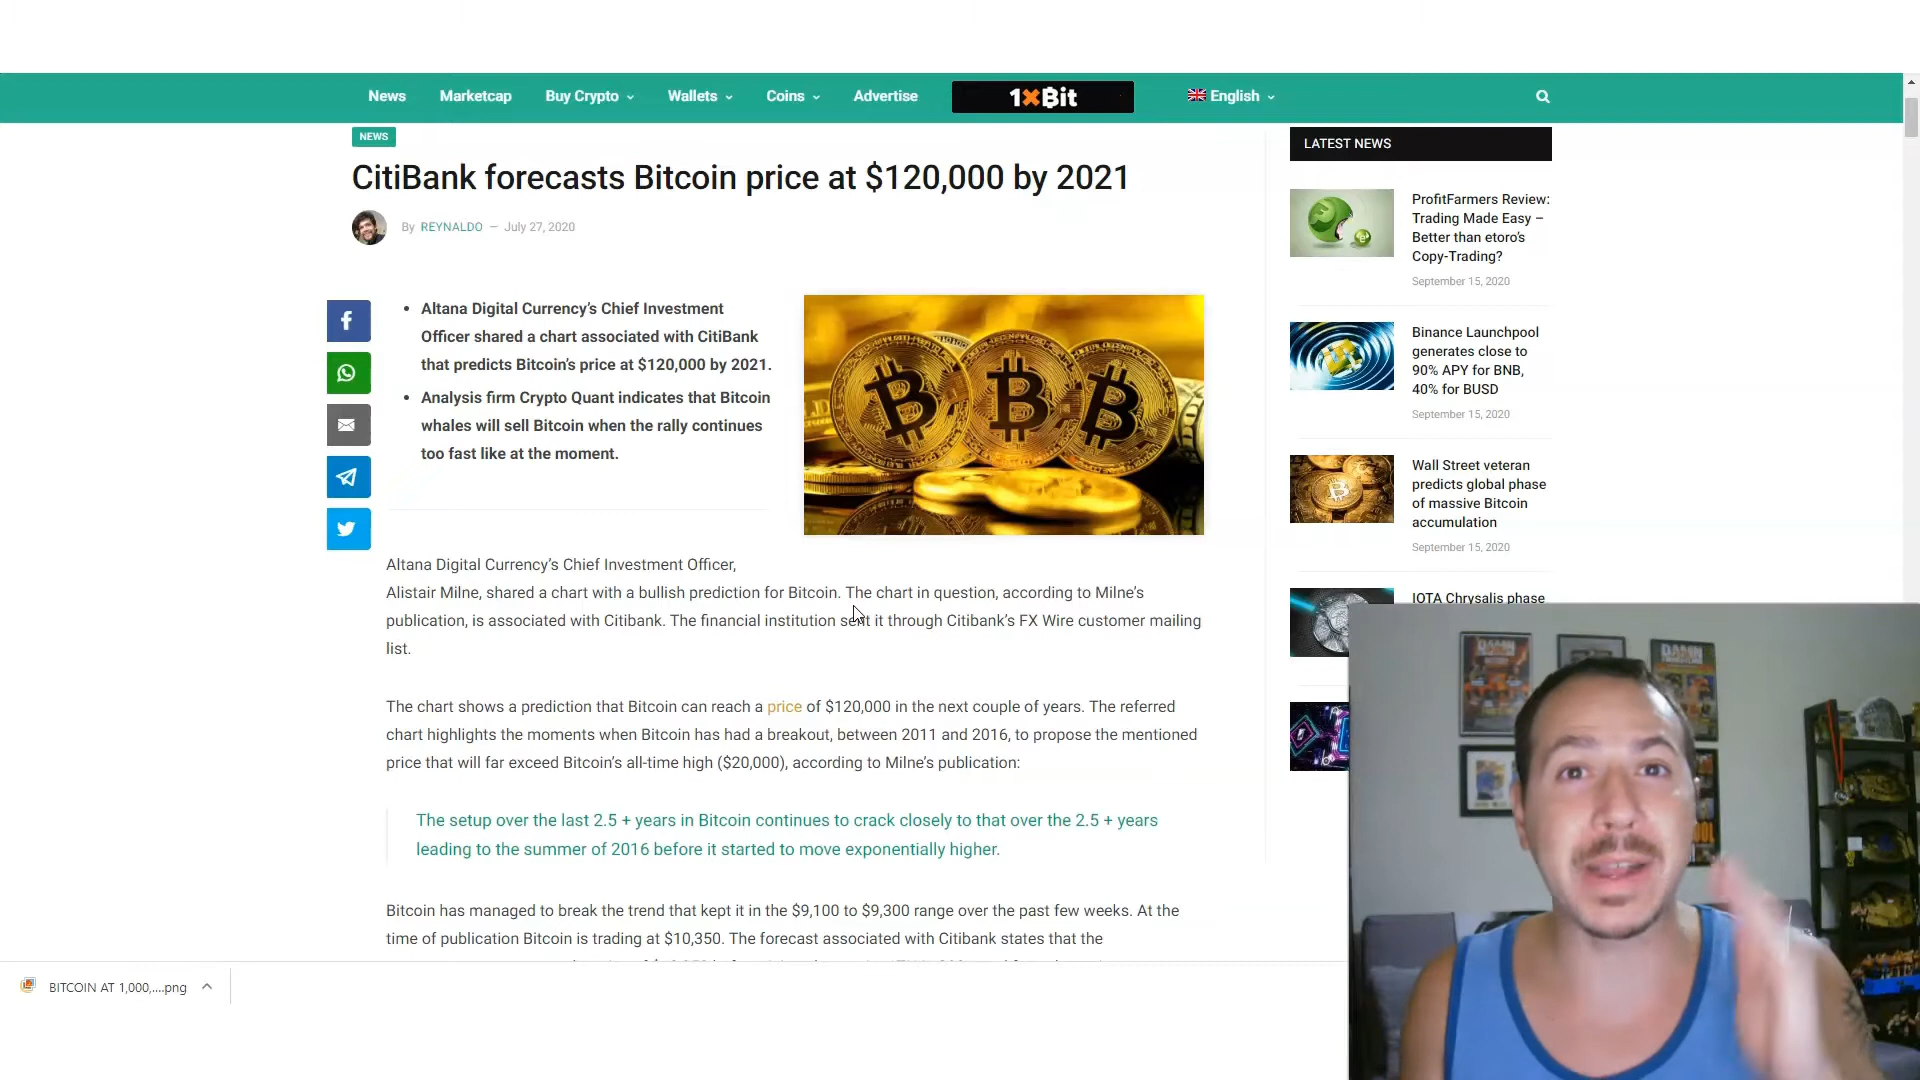 News Marketcap Buy Crypto Wallets Coins Advertise 1XBit English
NEWS
CitiBank forecasts Bitcoin price at $120,000 by 2021
By REYNALDO — July 27, 2020
Altana Digital Currency’s Chief Investment
Officer shared a chart associated with CitiBank
that predicts Bitcoin’s price at $120,000 by 2021.
Analysis firm Crypto Quant indicates that Bitcoin
whales will sell Bitcoin when the rally continues
too fast like at the moment.
Altana Digital Currency’s Chief Investment Officer,
Alistair Milne, shared a chart with a bullish prediction for Bitcoin. The chart in question, according to Milne’s
publication, is associated with Citibank. The financial institution sent it through Citibank’s FX Wire customer mailing
list.
The chart shows a prediction that Bitcoin can reach a price of $120,000 in the next couple of years. The referred
chart highlights the moments when Bitcoin has had a breakout, between 2011 and 2016, to propose the mentioned
price that will far exceed Bitcoin’s all-time high ($20,000), according to Milne’s publication:
The setup over the last 2.5 + years in Bitcoin continues to crack closely to that over the 2.5 + years
leading to the summer of 2016 before it started to move exponentially higher.
Bitcoin has managed to break the trend that kept it in the $9,100 to $9,300 range over the past few weeks. At the
time of publication Bitcoin is trading at $10,350. The forecast associated with Citibank states that the
LATEST NEWS
ProfitFarmers Review:
Trading Made Easy –
Better than etoro’s
Copy-Trading?
September 15, 2020
Binance Launchpool
generates close to
90% APY for BNB,
40% for BUSD
September 15, 2020
Wall Street veteran
predicts global phase
of massive Bitcoin
accumulation
September 15, 2020
IOTA Chrysalis phase
BITCOIN AT 1,000,....png